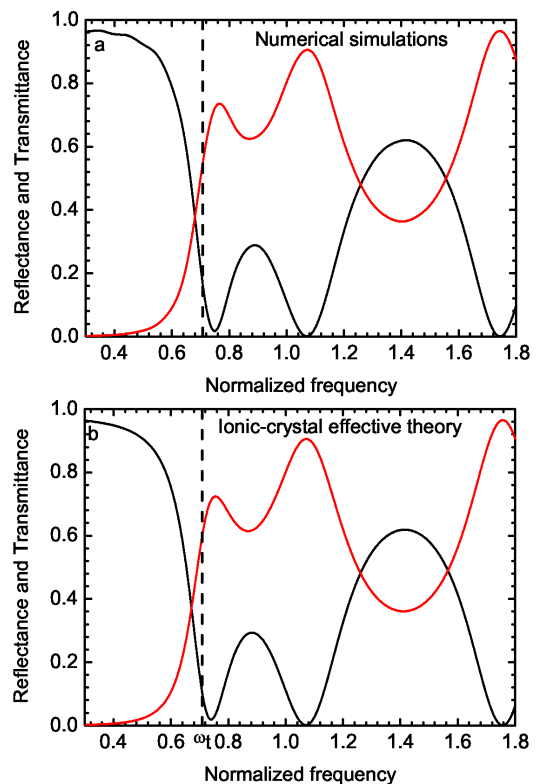 a
Numerical simulations
Reflectance and Transmittance
1.0
0.8
0.6
0.4
0.2
0.0
0.4 0.6 0.8 1.0 1.2 1.4 1.6 1.8
Normalized frequency
b
Ionic-crystal effective theory
Reflectance and Transmittance
1.0
0.8
0.6
0.4
0.2
0.0
0.4 0.6 ωt 0.8 1.0 1.2 1.4 1.6 1.8
Normalized frequency